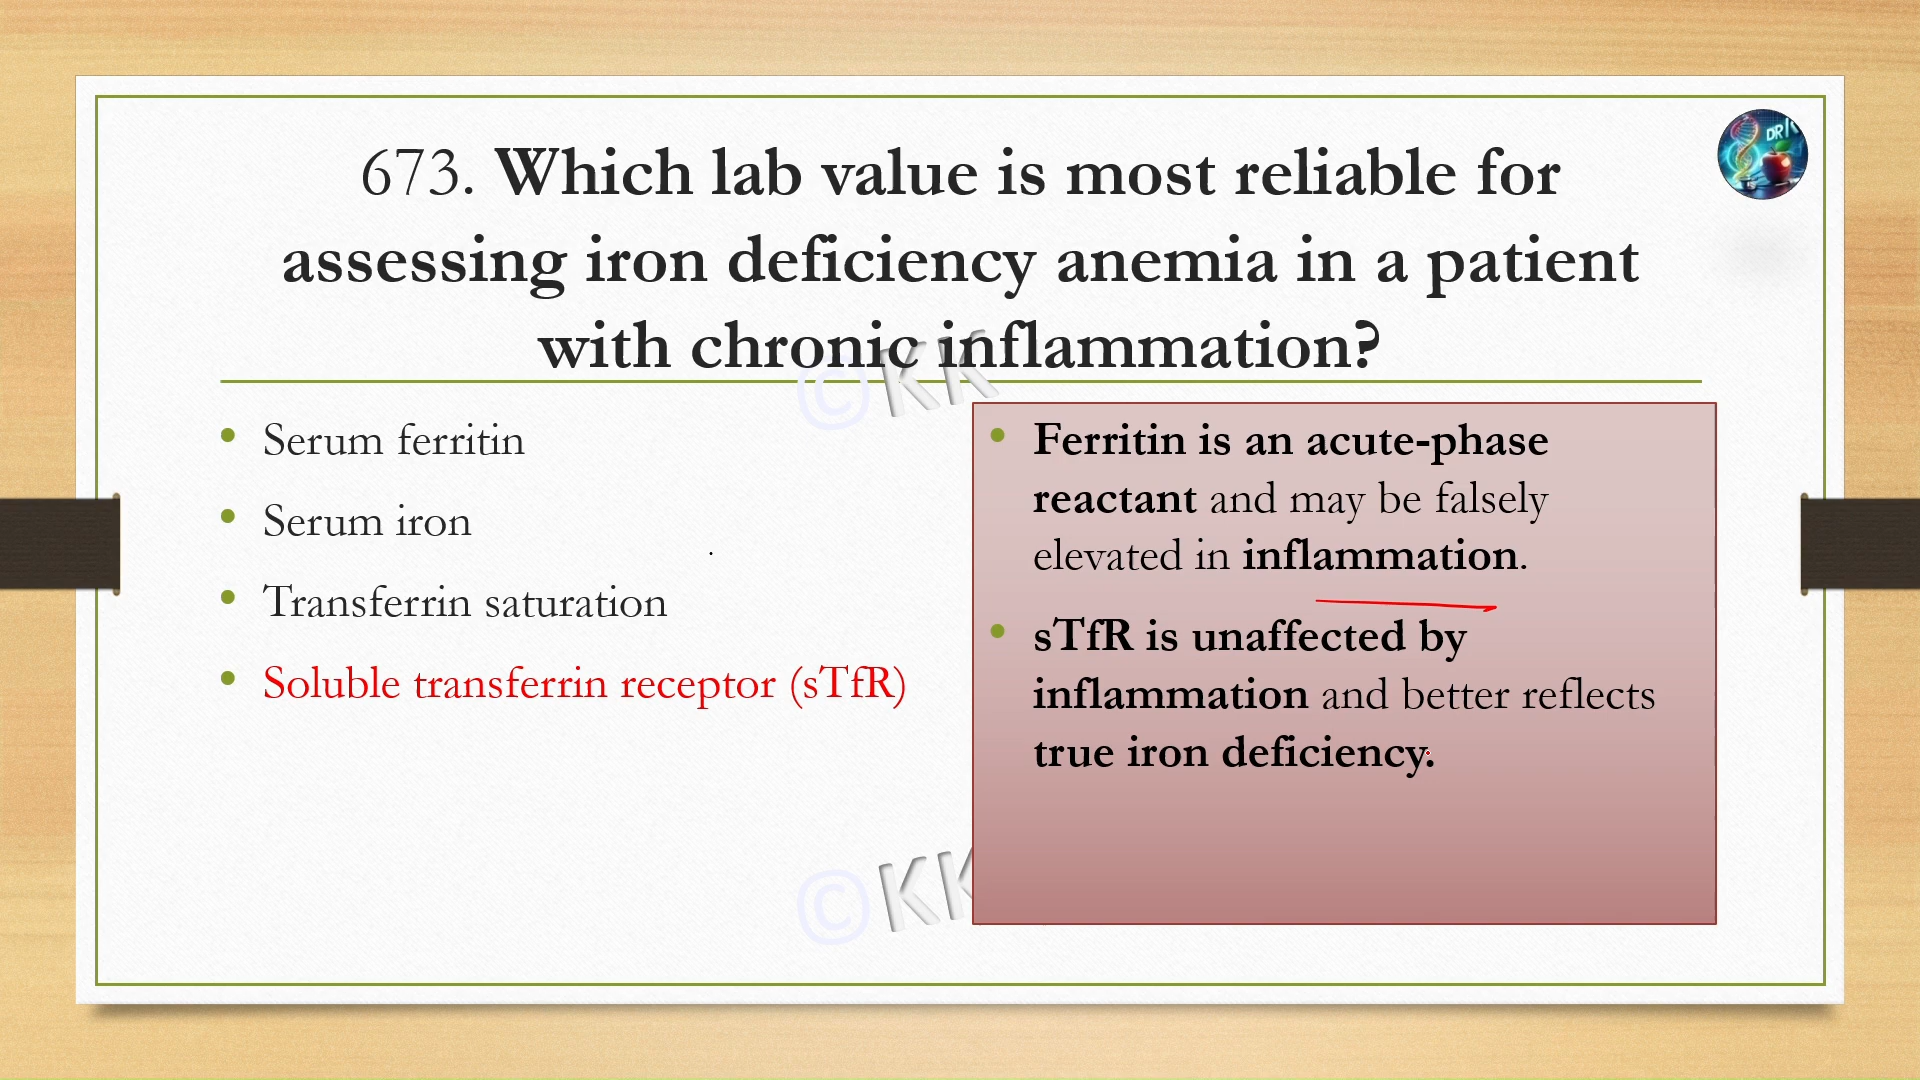 673. Which lab value is most reliable for
assessing iron deficiency anemia in a patient
with chronic inflammation?
DR
©KK
• Serum ferritin
• Serum iron
• Transferrin saturation
• Soluble transferrin receptor (sTfR)
• Ferritin is an acute-phase
reactant and may be falsely
elevated in inflammation.
• sTfR is unaffected by
inflammation and better reflects
true iron deficiency.
©KK